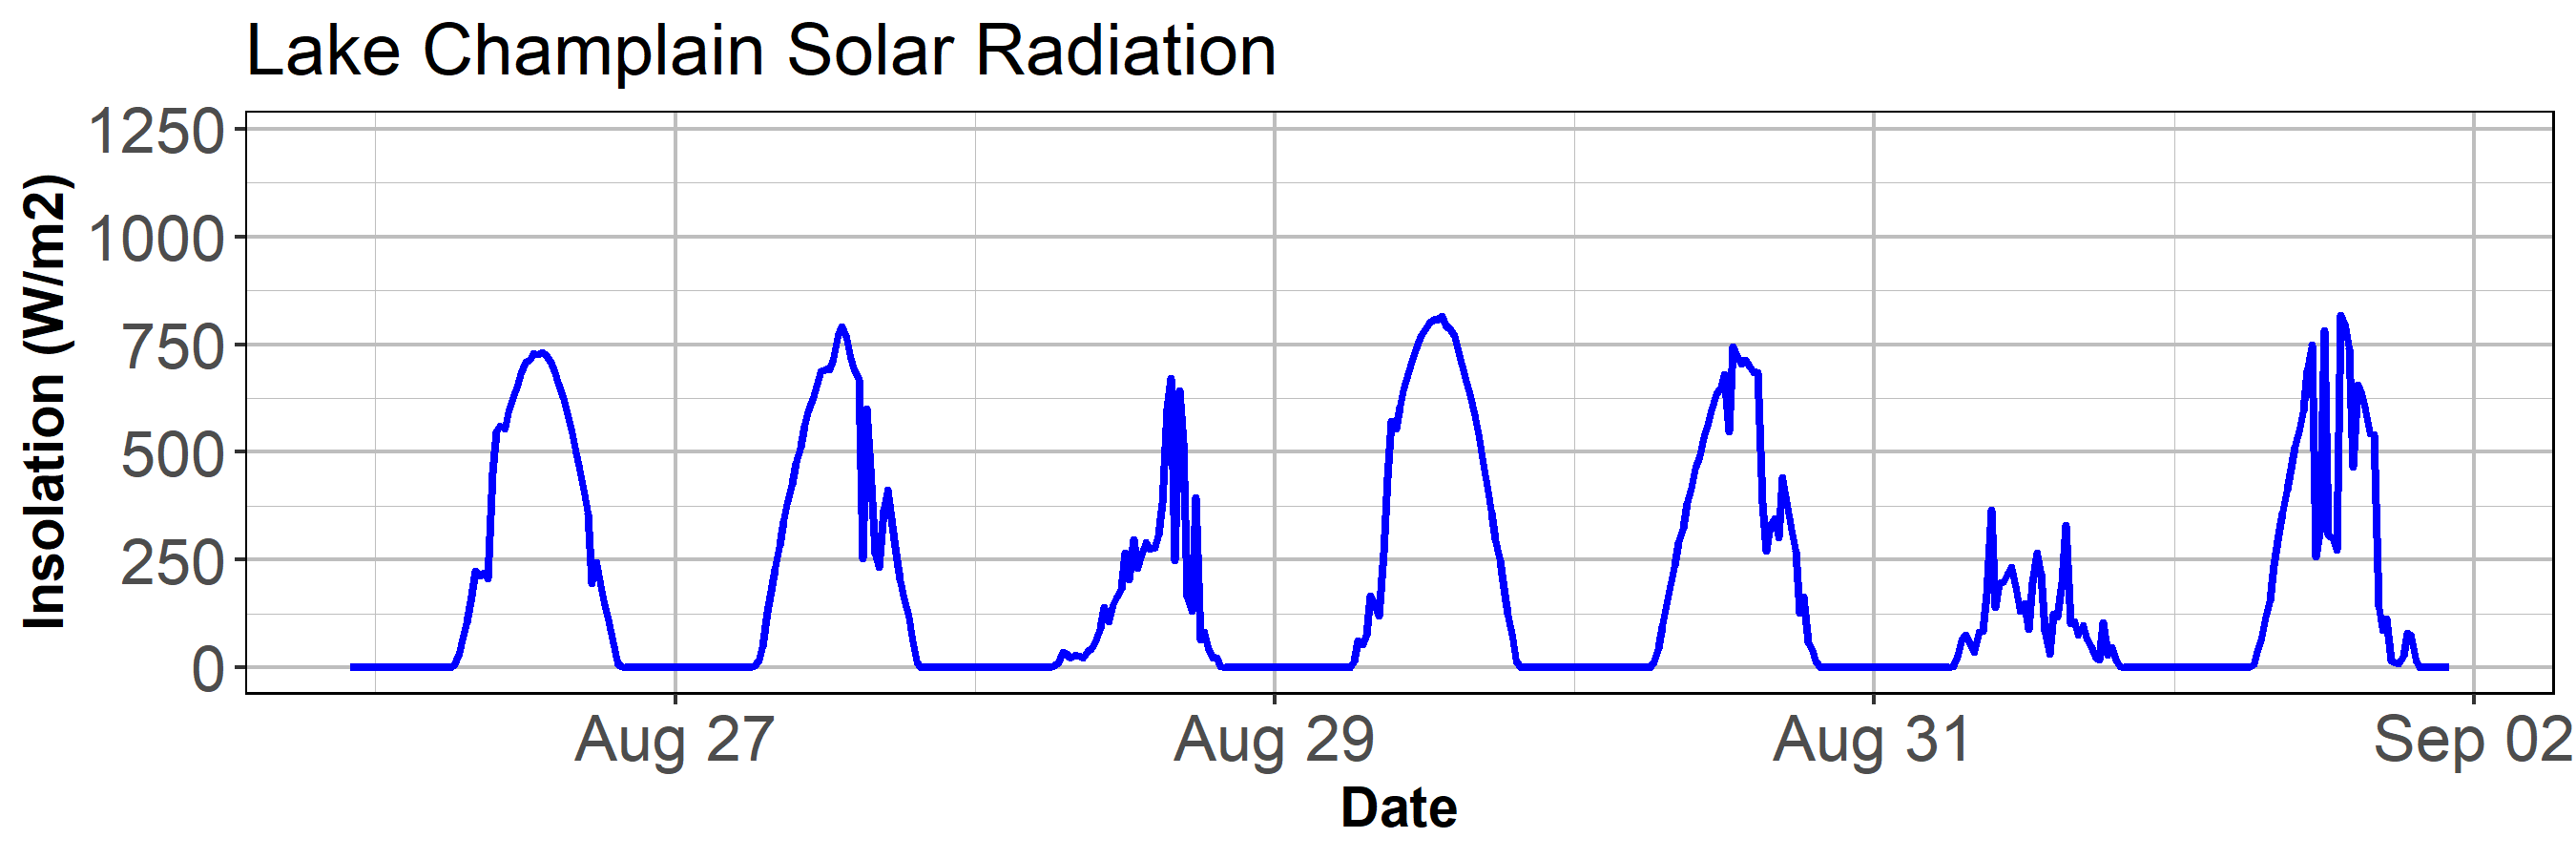 Lake Champlain Solar Radiation
1250
1000
750
500
250
0
Insolation (W/m2)
Aug 27
Aug 29
Aug 31
Sep 02
Date